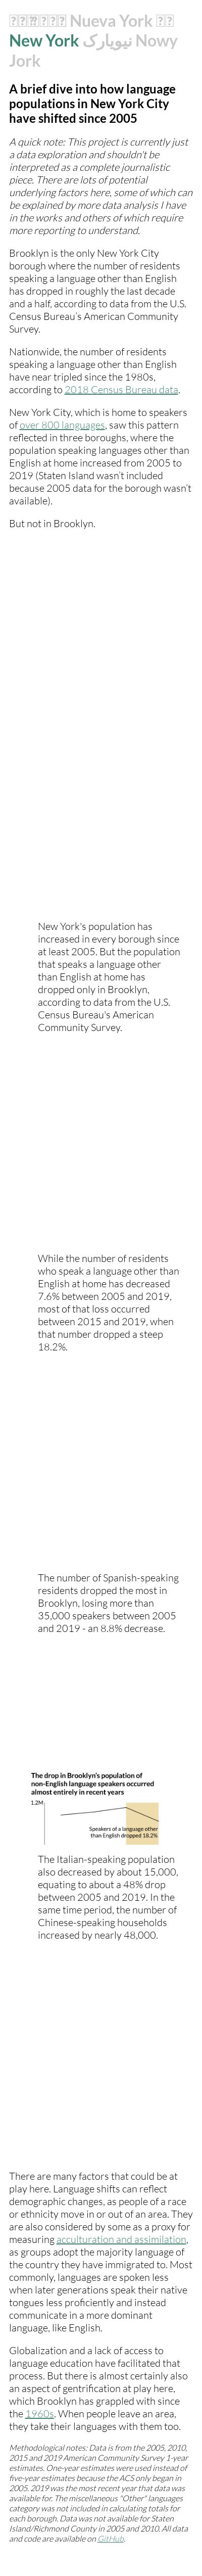 Nueva York
New York نیویارک Nowy
Jork
A brief dive into how language
populations in New York City
have shifted since 2005
A quick note: This project is currently just
a data exploration and shouldn't be
interpreted as a complete journalistic
piece. There are lots of potential
underlying factors here, some of which can
be explained by more data analysis I have
in the works and others of which require
more reporting to understand.
Brooklyn is the only New York City
borough where the number of residents
speaking a language other than English
has dropped in roughly the last decade
and a half, according to data from the U.S.
Census Bureau's American Community
Survey.
Nationwide, the number of residents
speaking a language other than English
have near tripled since the 1980s,
according to 2018 Census Bureau data.
New York City, which is home to speakers
of over 800 languages, saw this pattern
reflected in three boroughs, where the
population speaking languages other than
English at home increased from 2005 to
2019 (Staten Island wasn't included
because 2005 data for the borough wasn't
available).
But not in Brooklyn.
New York's population has
increased in every borough since
at least 2005. But the population
that speaks a language other
than English at home has
dropped only in Brooklyn,
according to data from the U.S.
Census Bureau's American
Community Survey.
While the number of residents
who speak a language other than
English at home has decreased
7.6% between 2005 and 2019,
most of that loss occurred
between 2015 and 2019, when
that number dropped a steep
18.2%.
The number of Spanish-speaking
residents dropped the most in
Brooklyn, losing more than
35,000 speakers between 2005
and 2019 - an 8.8% decrease.
The drop in Brooklyn's population of
non-English language speakers occurred
almost entirely in recent years
1.2M
Speakers of a language other
than English dropped 18.2%
The Italian-speaking population
also decreased by about 15,000,
equating to about a 48% drop
between 2005 and 2019. In the
same time period, the number of
Chinese-speaking households
increased by nearly 48,000.
There are many factors that could be at
play here. Language shifts can reflect
demographic changes, as people of a race
or ethnicity move in or out of an area. They
are also considered by some as a proxy for
measuring acculturation and assimilation,
as groups adopt the majority language of
the country they have immigrated to. Most
commonly, languages are spoken less
when later generations speak their native
tongues less proficiently and instead
communicate in a more dominant
language, like English.
Globalization and a lack of access to
language education have facilitated that
process. But there is almost certainly also
an aspect of gentrification at play here,
which Brooklyn has grappled with since
the 1960s. When people leave an area,
they take their languages with them too.
Methodological notes: Data is from the 2005, 2010,
2015 and 2019 American Community Survey 1-year
estimates. One-year estimates were used instead of
five-year estimates because the ACS only began in
2005. 2019 was the most recent year that data was
available for. The miscellaneous "Other" languages
category was not included in calculating totals for
each borough. Data was not available for Staten
Island/Richmond County in 2005 and 2010. All data
and code are available on GitHub.